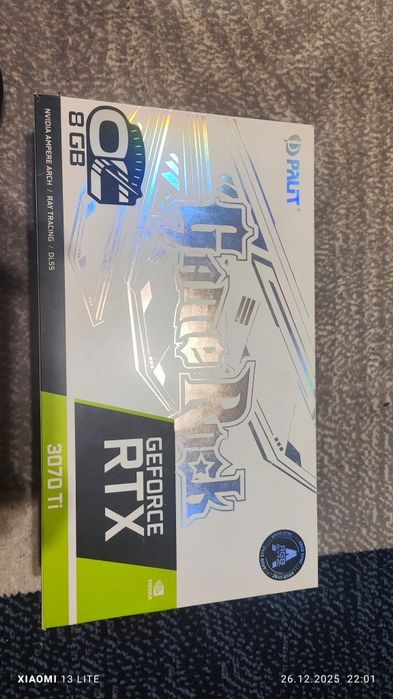 PALIT
GAMEROCK
OC
8 GB
NVIDIA AMPERE ARCH / RAY TRACING / DLSS
GEFORCE
RTX
3070 Ti
NVIDIA
XIAOMI 13 LITE
26.12.2025 22:01